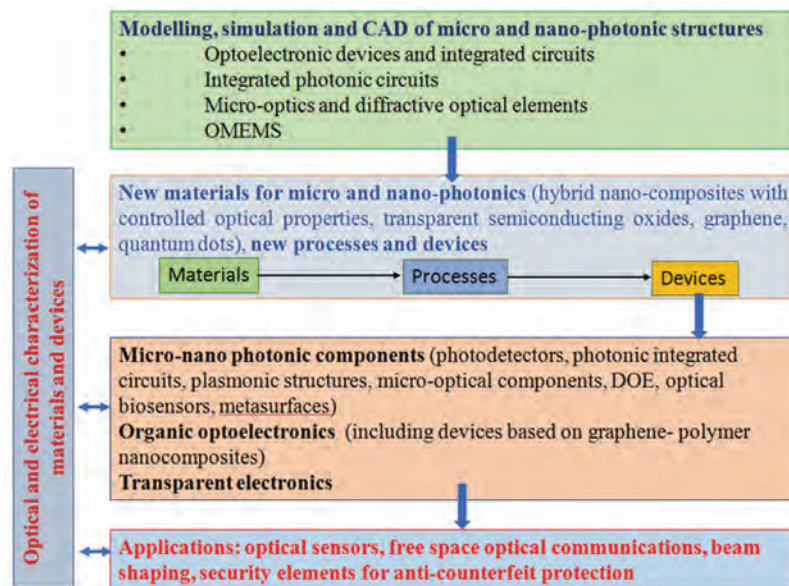 Modelling, simulation and CAD of micro and nano-photonic structures
• Optoelectronic devices and integrated circuits
• Integrated photonic circuits
• Micro-optics and diffractive optical elements
• OMEMS
Optical and electrical characterization of
materials and devices
New materials for micro and nano-photonics (hybrid nano-composites with
controlled optical properties, transparent semiconducting oxides, graphene,
quantum dots), new processes and devices
Materials Processes Devices
Micro-nano photonic components (photodetectors, photonic integrated
circuits, plasmonic structures, micro-optical components, DOE, optical
biosensors, metasurfaces)
Organic optoelectronics (including devices based on graphene- polymer
nanocomposites)
Transparent electronics
Applications: optical sensors, free space optical communications, beam
shaping, security elements for anti-counterfeit protection